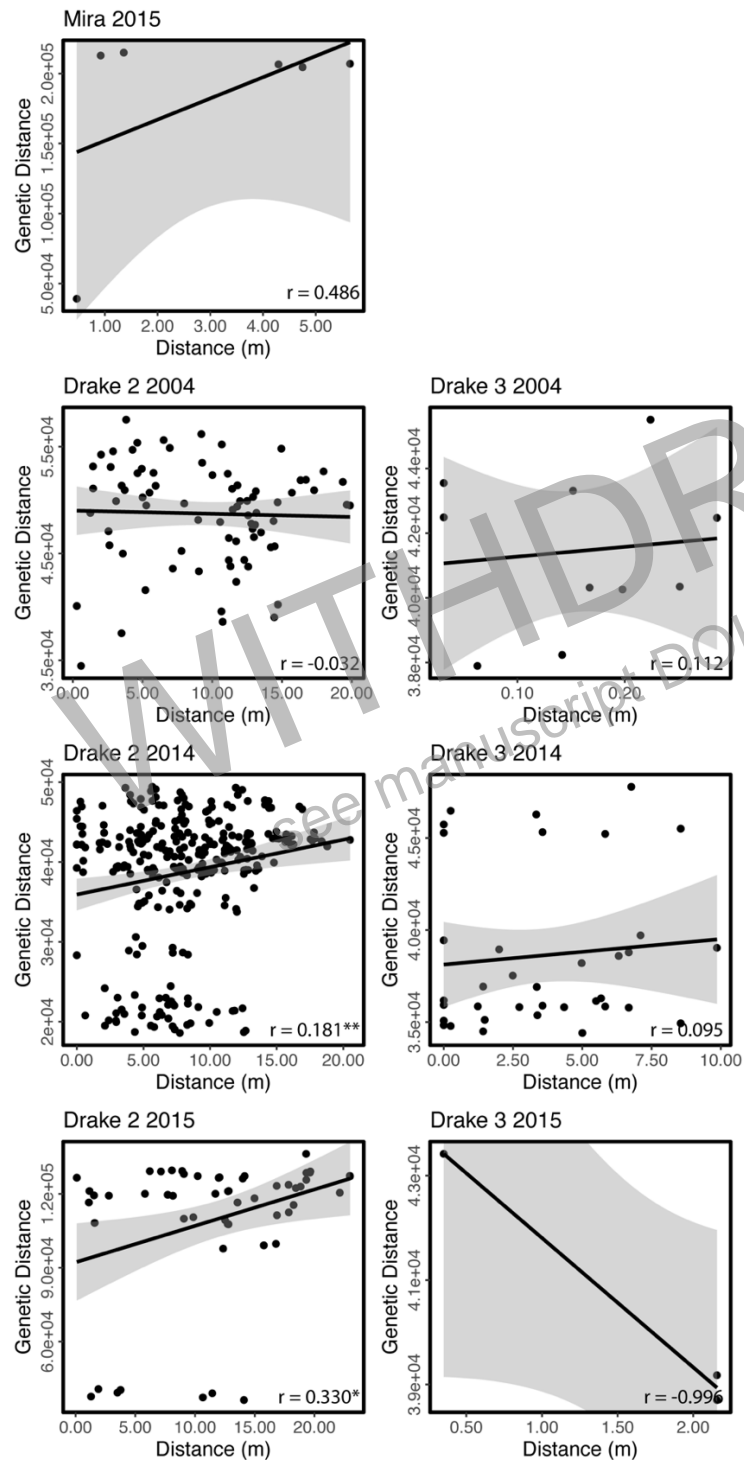 Mira 2015
Genetic Distance
5.0e+04 1.0e+05 1.5e+05 2.0e+05
r = 0.486
1.00 2.00 3.00 4.00 5.00
Distance (m)
Drake 2 2004
Genetic Distance
3.5e+04 4.5e+04 5.5e+04
r = -0.032
0.00 5.00 10.00 15.00 20.00
Distance (m)
Drake 3 2004
Genetic Distance
3.8e+04 4.0e+04 4.2e+04 4.4e+04
r = 0.112
0.10 0.20
Distance (m)
Drake 2 2014
Genetic Distance
2e+04 3e+04 4e+04 5e+04
r = 0.181**
0.00 5.00 10.00 15.00 20.00
Distance (m)
Drake 3 2014
Genetic Distance
3.5e+04 4.0e+04 4.5e+04
r = 0.095
0.00 2.50 5.00 7.50 10.00
Distance (m)
Drake 2 2015
Genetic Distance
6.0e+04 9.0e+04 1.2e+05
r = 0.330*
0.00 5.00 10.00 15.00 20.00
Distance (m)
Drake 3 2015
Genetic Distance
3.9e+04 4.1e+04 4.3e+04
r = -0.996
0.50 1.00 1.50 2.00
Distance (m)
WITHDR
see manuscript DOI